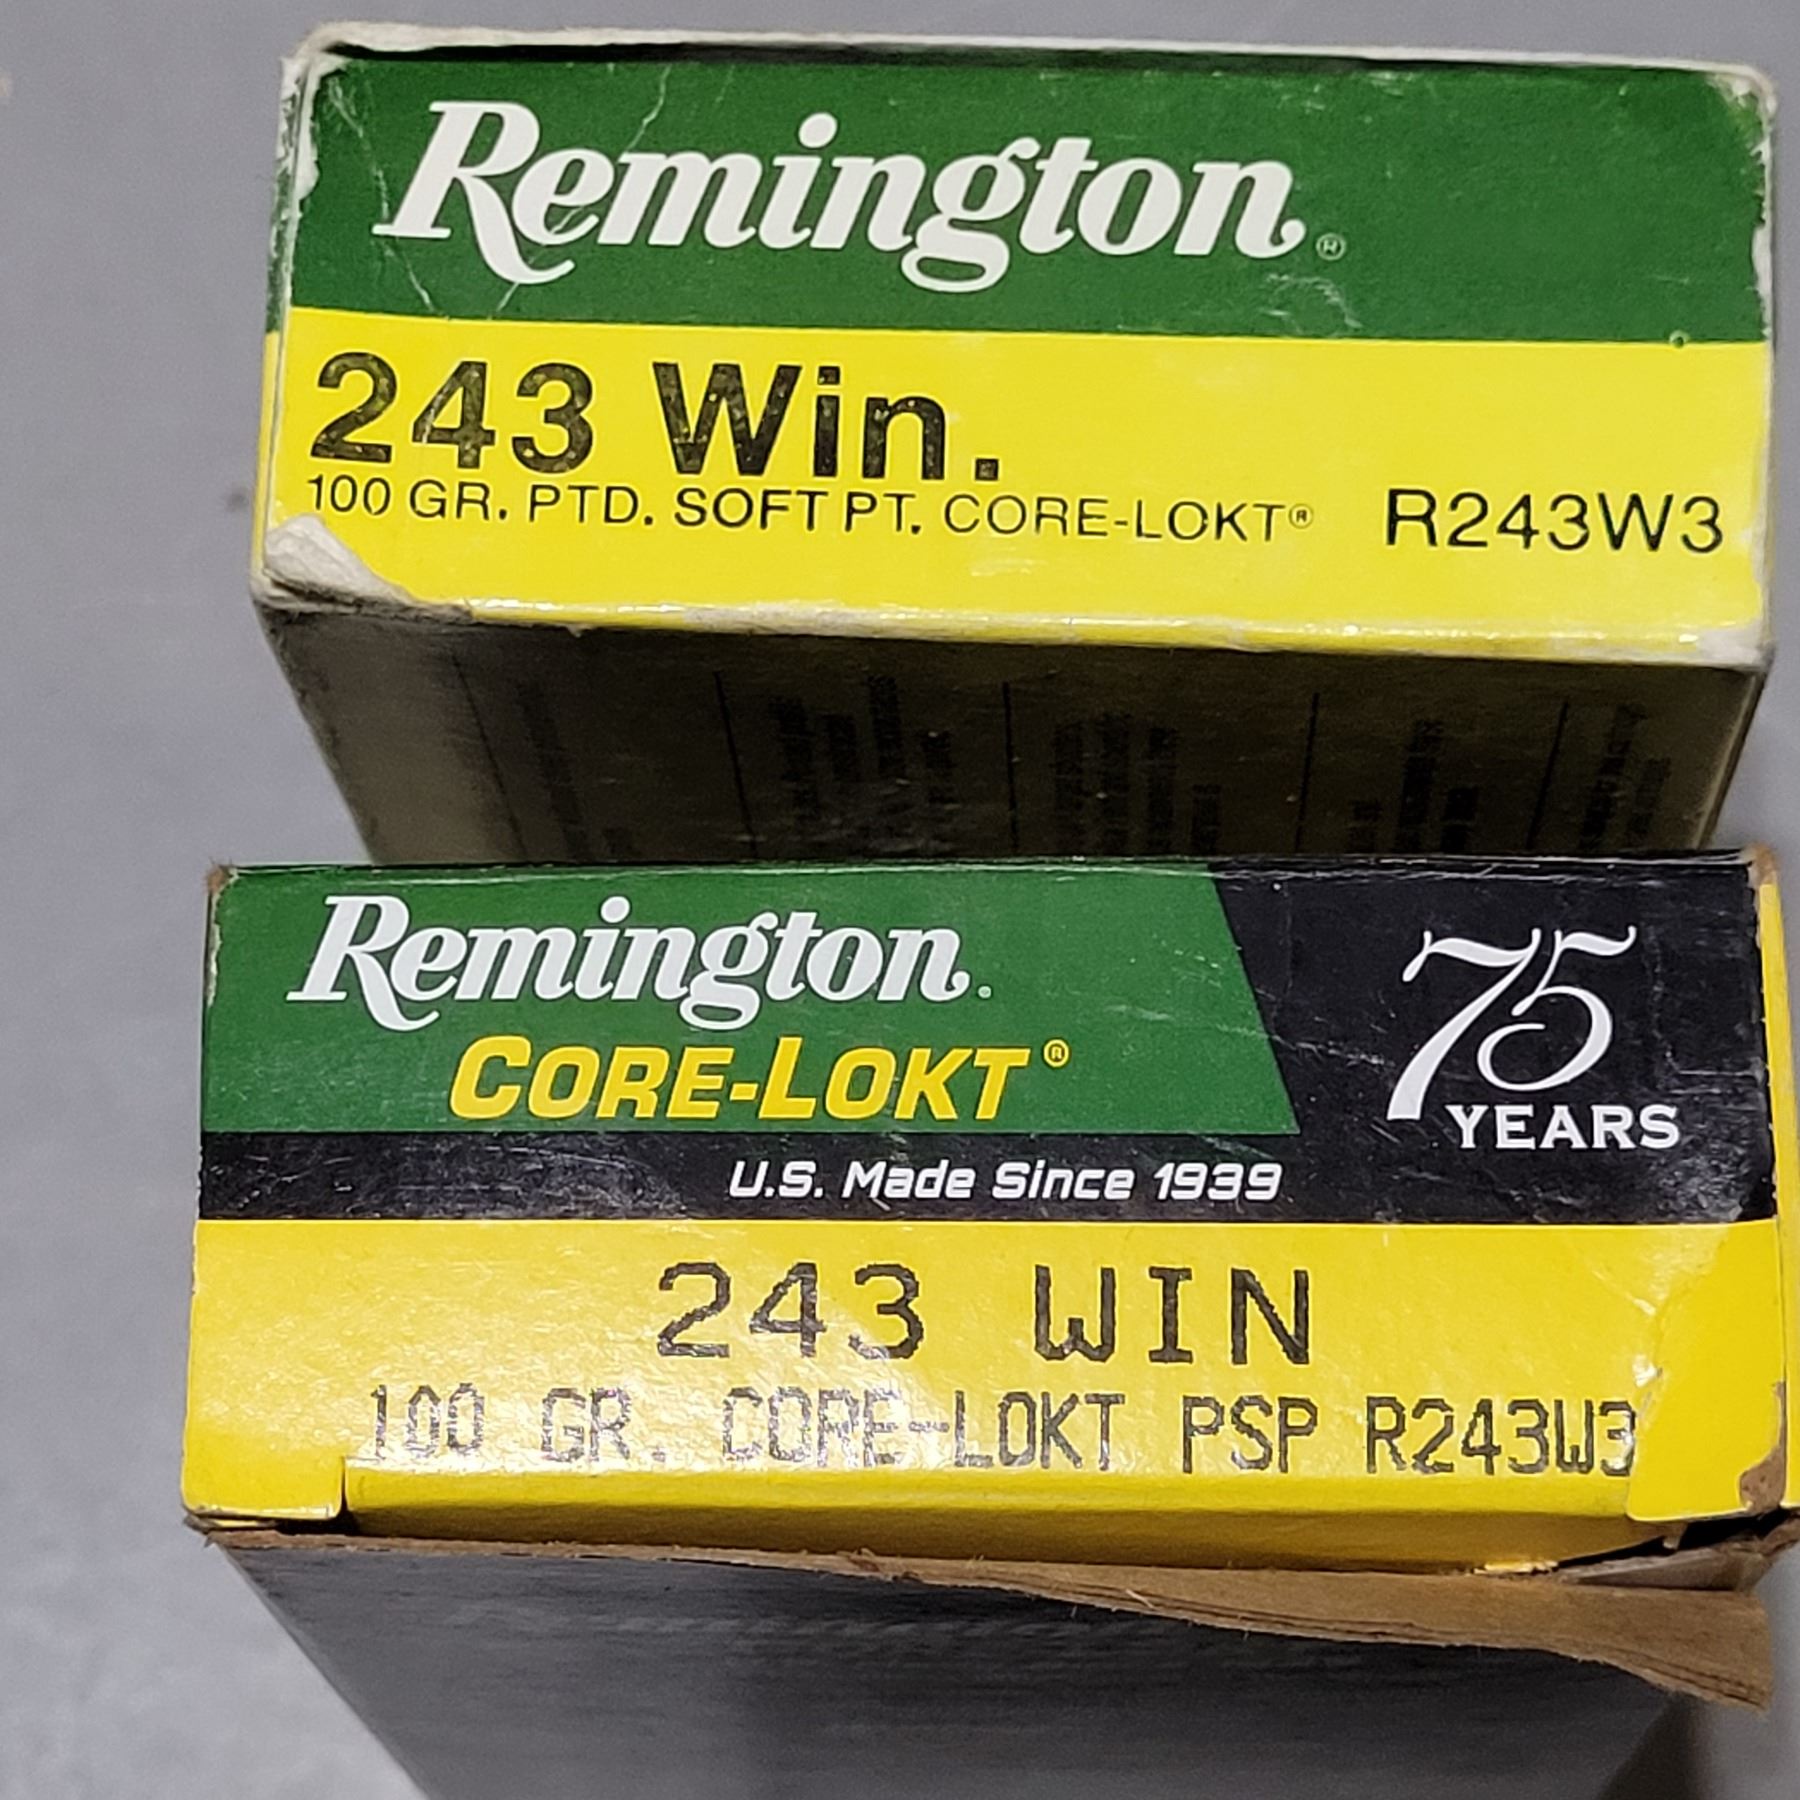 Remington®
243 Win.
100 GR. PTD. SOFT PT. CORE-LOKT® R243W3
Remington.
CORE-LOKT®
75
YEARS
U.S. Made Since 1939
243 WIN
100 GR. CORE-LOKT PSP R243W3